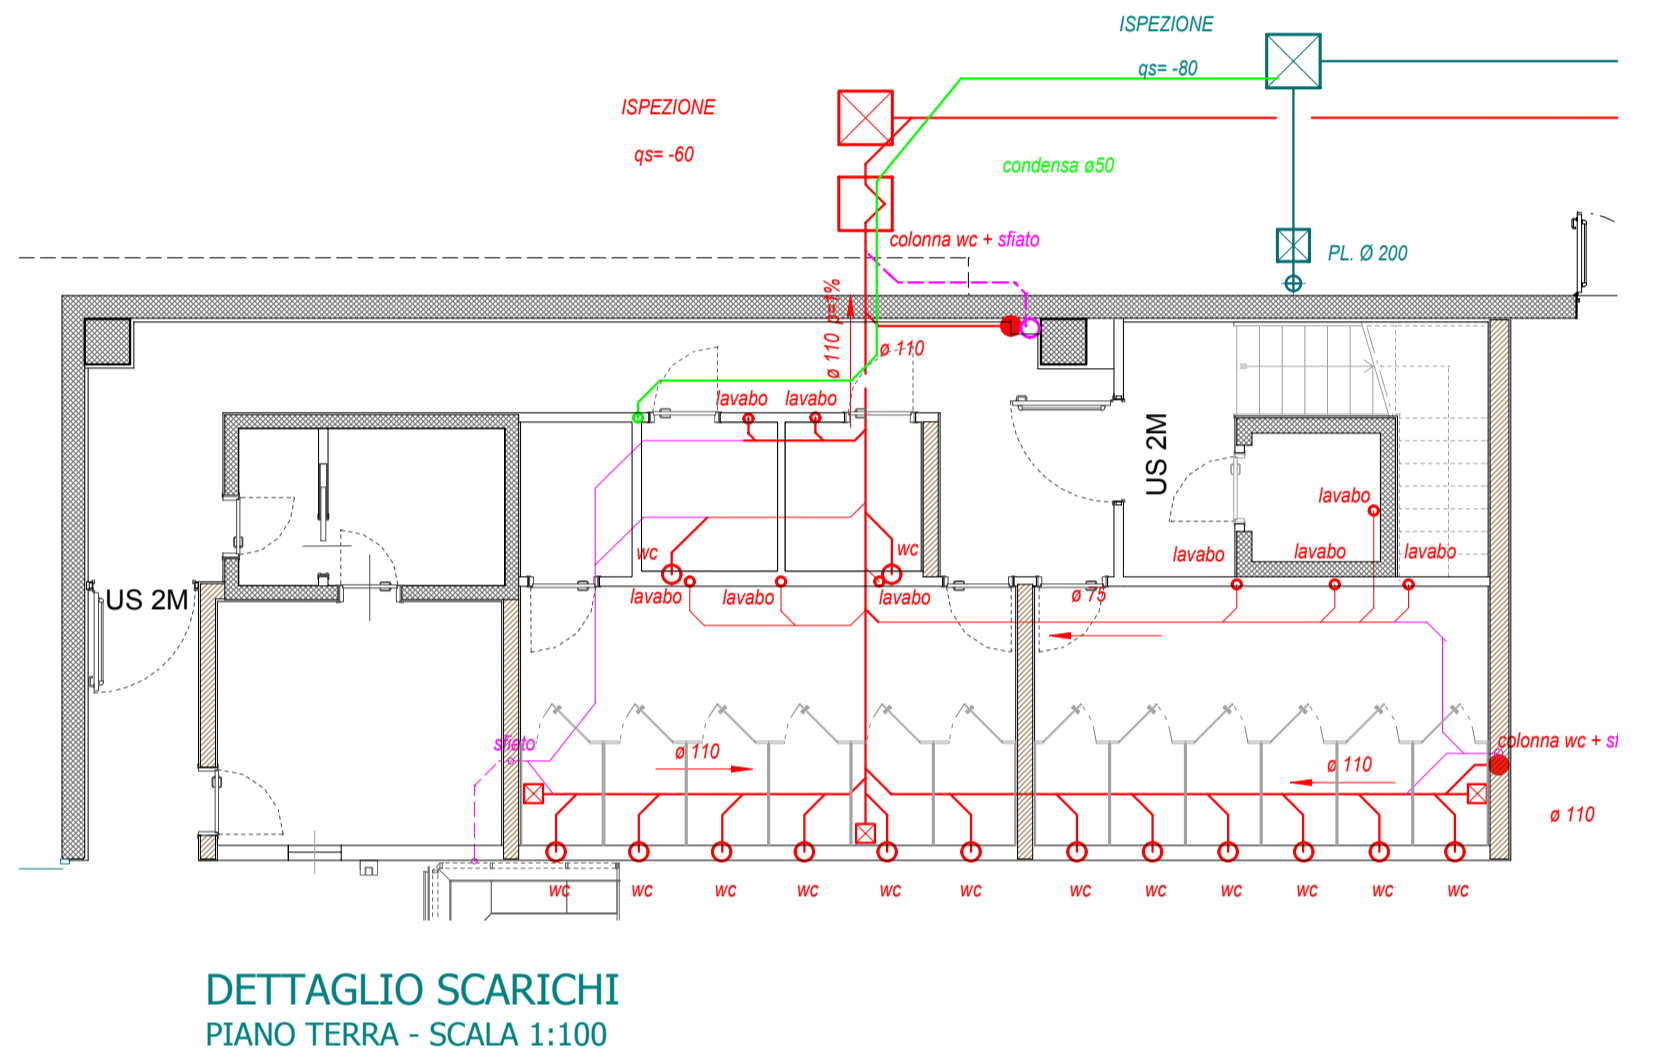 ISPEZIONE
qs= -80
ISPEZIONE
qs= -60
condensa ø50
colonna wc + sfiato
PL. Ø 200
ø 110 p=1%
ø 110
lavabo
lavabo
US 2M
lavabo
wc
wc
lavabo
lavabo
lavabo
lavabo
lavabo
lavabo
US 2M
ø 75
sfiato
ø 110
colonna wc + sf
ø 110
ø 110
wc
wc
wc
wc
wc
wc
wc
wc
wc
wc
wc
wc
DETTAGLIO SCARICHI
PIANO TERRA - SCALA 1:100